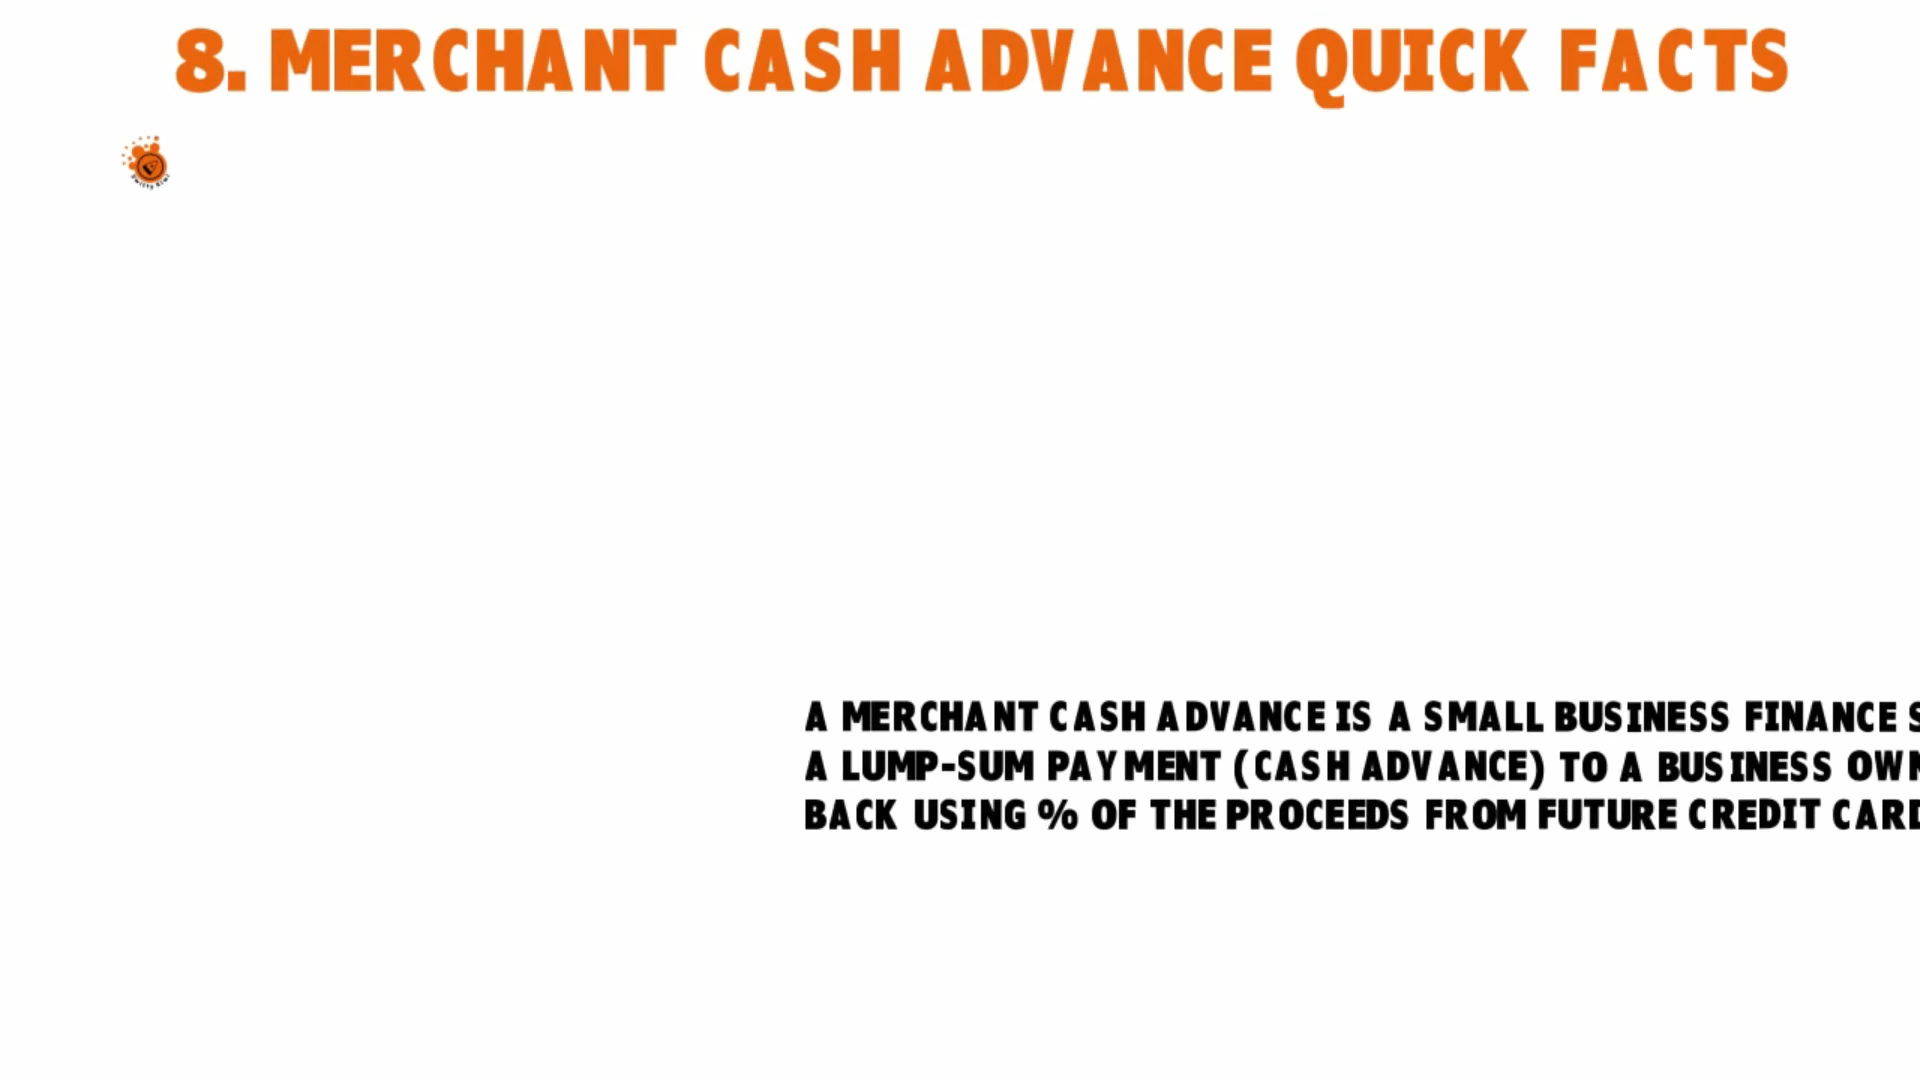 8. MERCHANT CASH ADVANCE QUICK FACTS
A MERCHANT CASH ADVANCE IS A SMALL BUSINESS FINANCE
A LUMP-SUM PAYMENT (CASH ADVANCE) TO A BUSINESS
BACK USING % OF THE PROCEEDS FROM FUTURE CREDIT